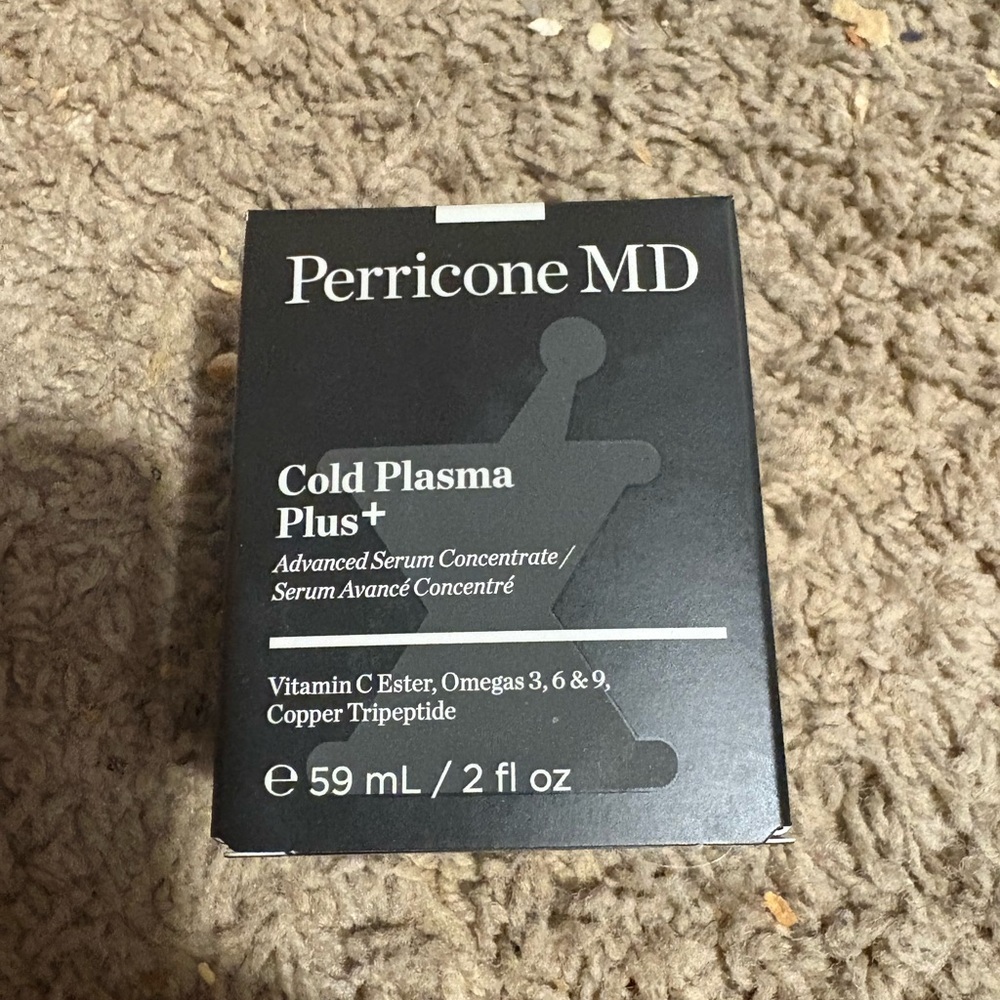 Perricone MD
Cold Plasma
Plus+
Advanced Serum Concentrate /
Serum Avancé Concentré
Vitamin C Ester, Omegas 3, 6 & 9,
Copper Tripeptide
℮ 59 mL / 2 fl oz